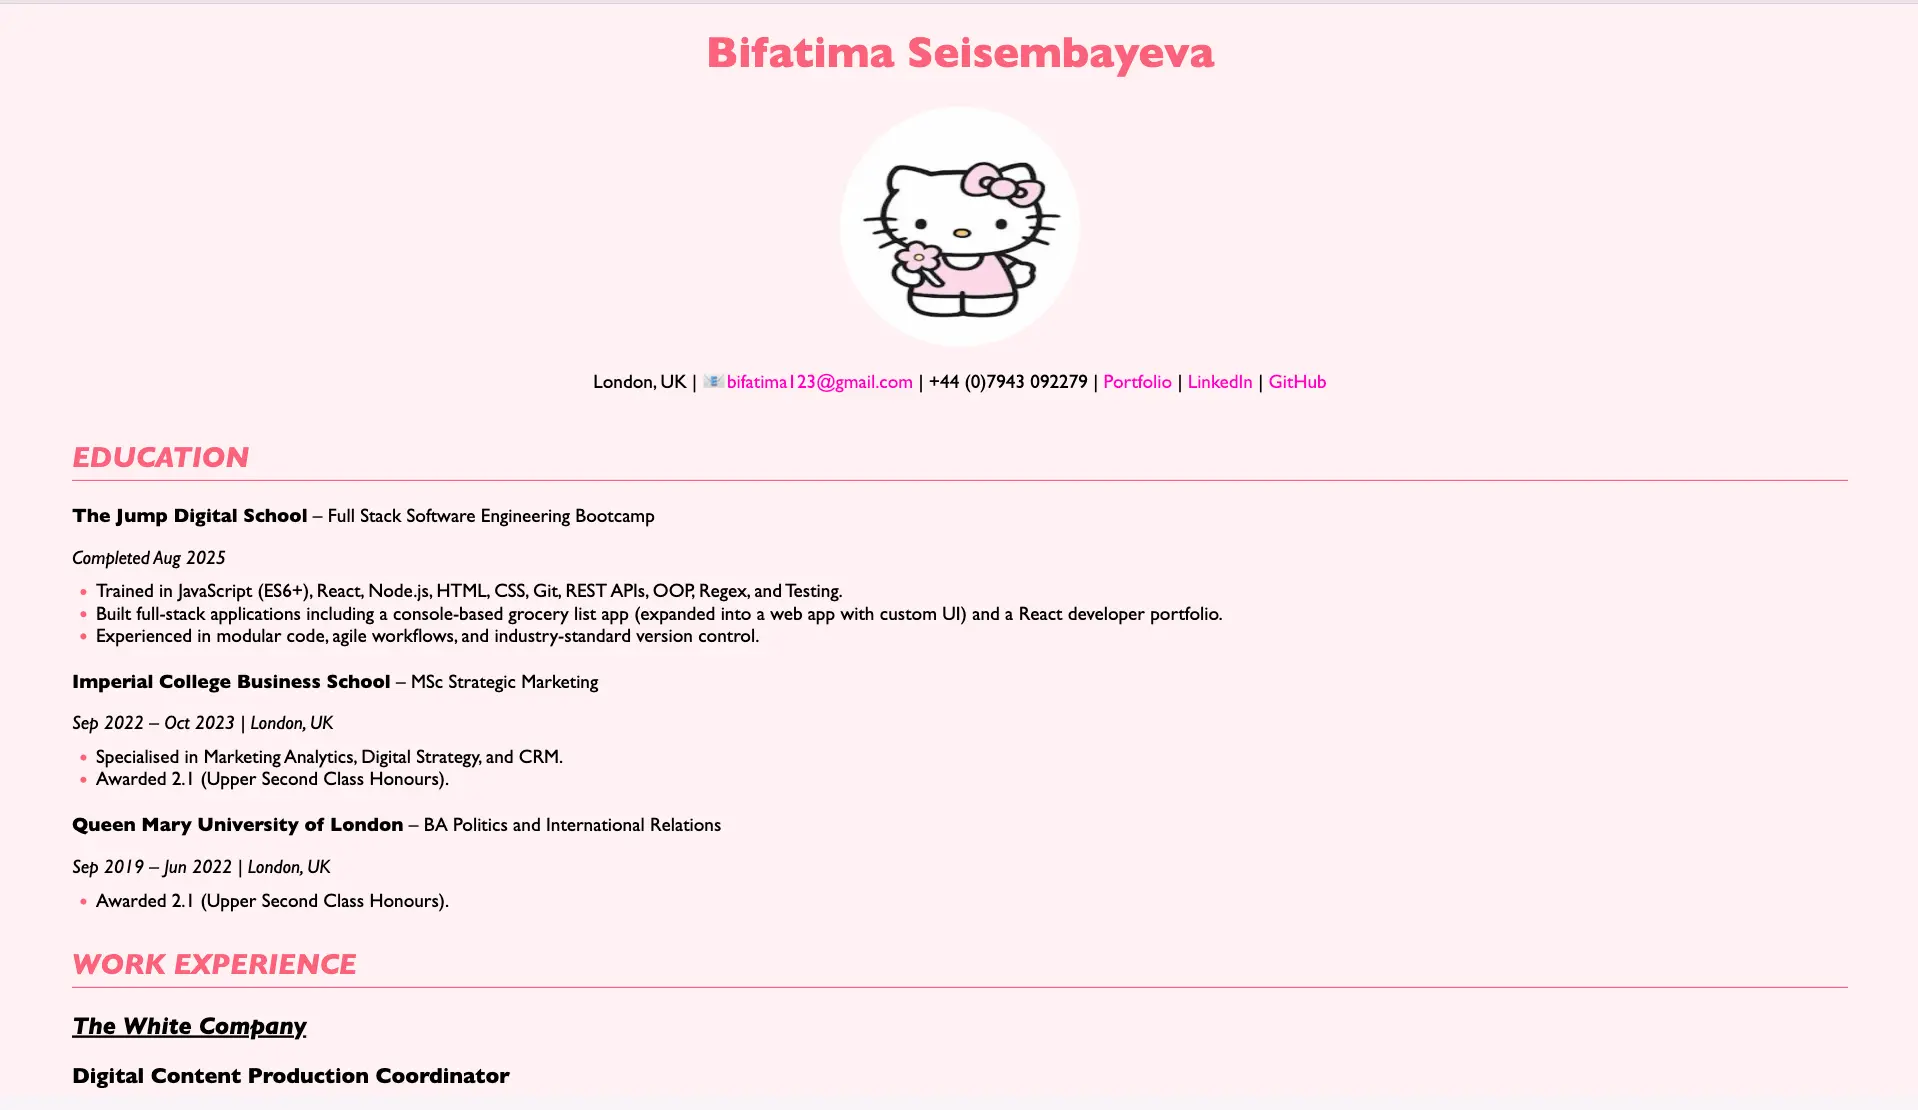 Bifatima Seisembayeva
London, UK | 📧bifatima123@gmail.com | +44 (0)7943 092279 | Portfolio | LinkedIn | GitHub
EDUCATION
The Jump Digital School – Full Stack Software Engineering Bootcamp
Completed Aug 2025
• Trained in JavaScript (ES6+), React, Node.js, HTML, CSS, Git, REST APIs, OOP, Regex, and Testing.
• Built full-stack applications including a console-based grocery list app (expanded into a web app with custom UI) and a React developer portfolio.
• Experienced in modular code, agile workflows, and industry-standard version control.
Imperial College Business School – MSc Strategic Marketing
Sep 2022 – Oct 2023 | London, UK
• Specialised in Marketing Analytics, Digital Strategy, and CRM.
• Awarded 2.1 (Upper Second Class Honours).
Queen Mary University of London – BA Politics and International Relations
Sep 2019 – Jun 2022 | London, UK
• Awarded 2.1 (Upper Second Class Honours).
WORK EXPERIENCE
The White Company
Digital Content Production Coordinator